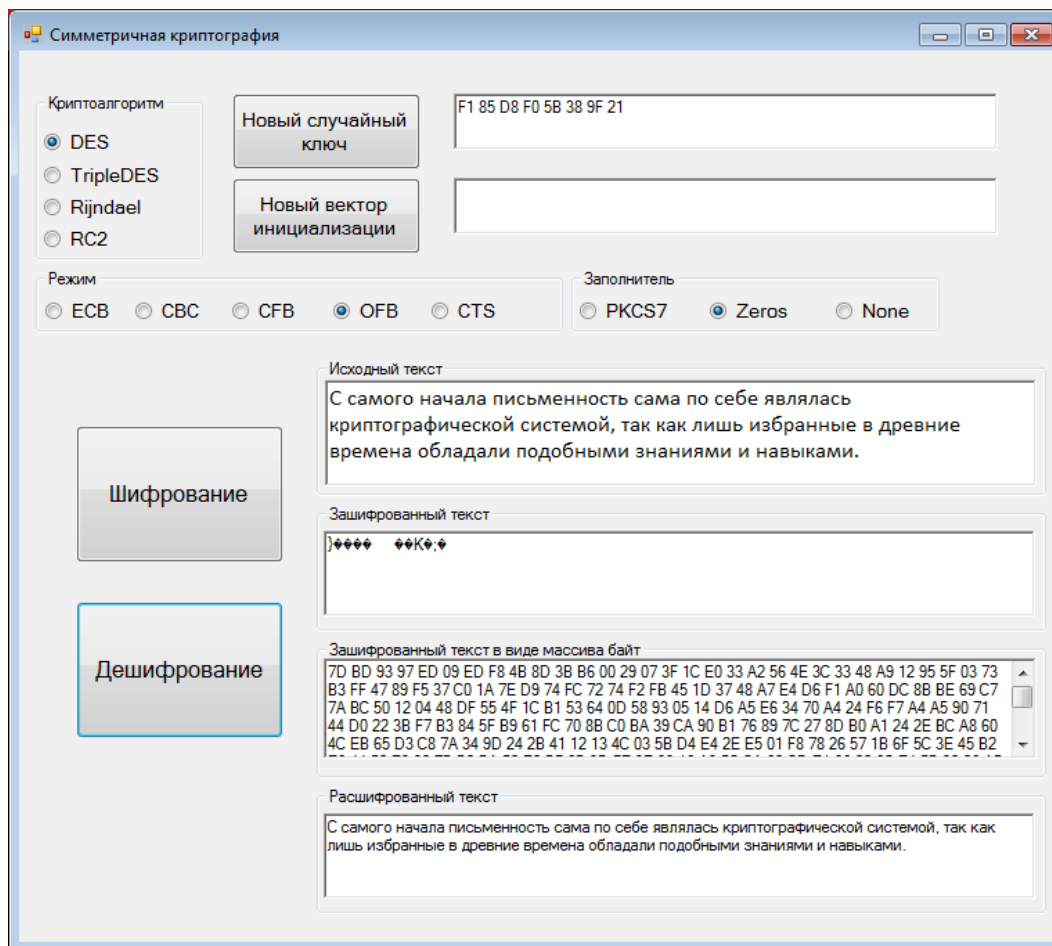 Симметричная криптография
Криптоалгоритм
DES
TripleDES
Rijndael
RC2
Новый случайный
ключ
F1 85 D8 F0 5B 38 9F 21
Новый вектор
инициализации
Режим
ECB
CBC
CFB
OFB
CTS
Заполнитель
PKCS7
Zeros
None
Исходный текст
С самого начала письменность сама по себе являлась
криптографической системой, так как лишь избранные в древние
времена обладали подобными знаниями и навыками.
Шифрование
Зашифрованный текст
}���� ��K�;�
Дешифрование
Зашифрованный текст в виде массива байт
7D BD 93 97 ED 09 ED F8 4B 8D 3B B6 00 29 07 3F 1C E0 33 A2 56 4E 3C 33 48 A9 12 95 5F 03 73
B3 FF 47 89 F5 37 C0 1A 7E D9 74 FC 72 74 F2 FB 45 1D 37 48 A7 E4 D6 F1 A0 60 DC 8B BE 69 C7
7A BC 50 12 04 48 DF 55 4F 1C B1 53 64 0D 58 93 05 14 D6 A5 E6 34 70 A4 24 F6 F7 A4 A5 90 71
44 D0 22 3B F7 B3 84 5F B9 61 FC 70 8B C0 BA 39 CA 90 B1 76 89 7C 27 8D B0 A1 24 2E BC A8 60
4C EB 65 D3 C8 7A 34 9D 24 2B 41 12 13 4C 03 5B D4 E4 2E E5 01 F8 78 26 57 1B 6F 5C 3E 45 B2
Расшифрованный текст
С самого начала письменность сама по себе являлась криптографической системой, так как
лишь избранные в древние времена обладали подобными знаниями и навыками.